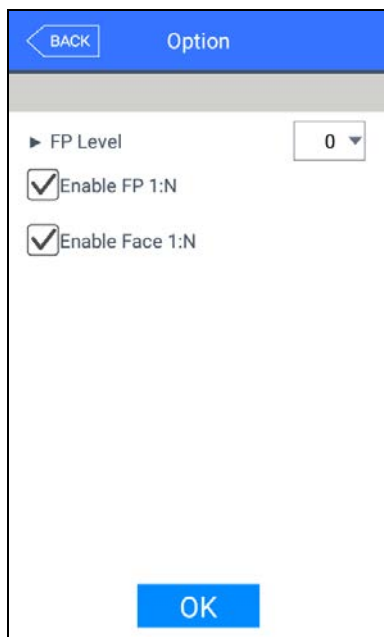 BACK Option
► FP Level 0
Enable FP 1:N
Enable Face 1:N
OK